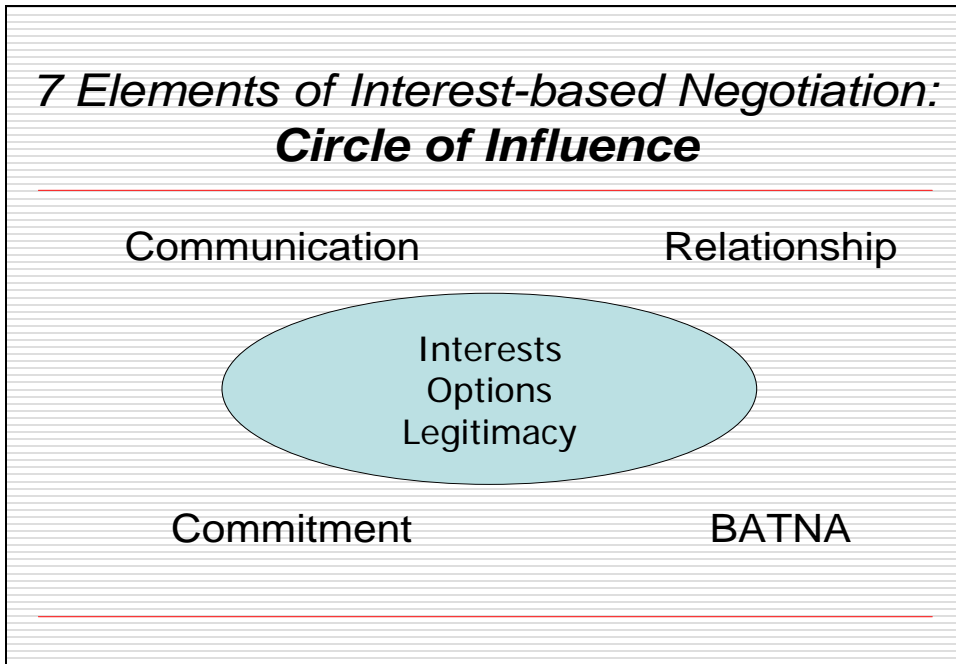 7 Elements of Interest-based Negotiation:
Circle of Influence
Communication Relationship
Interests
Options
Legitimacy
Commitment BATNA